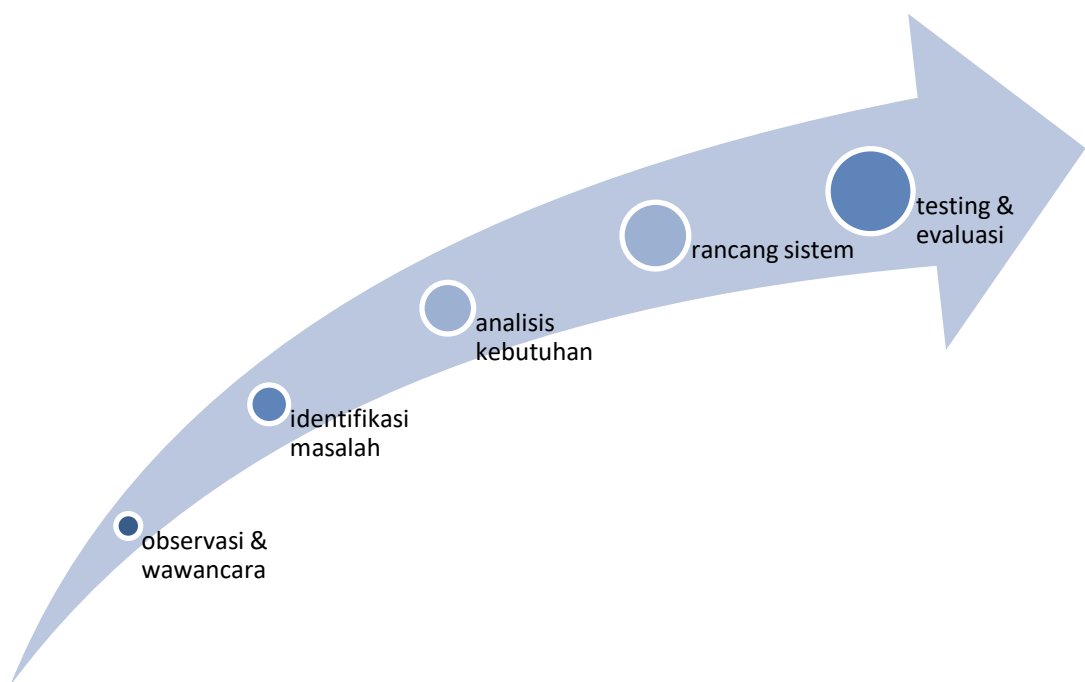 observasi &
wawancara
identifikasi
masalah
analisis
kebutuhan
rancang sistem
testing &
evaluasi